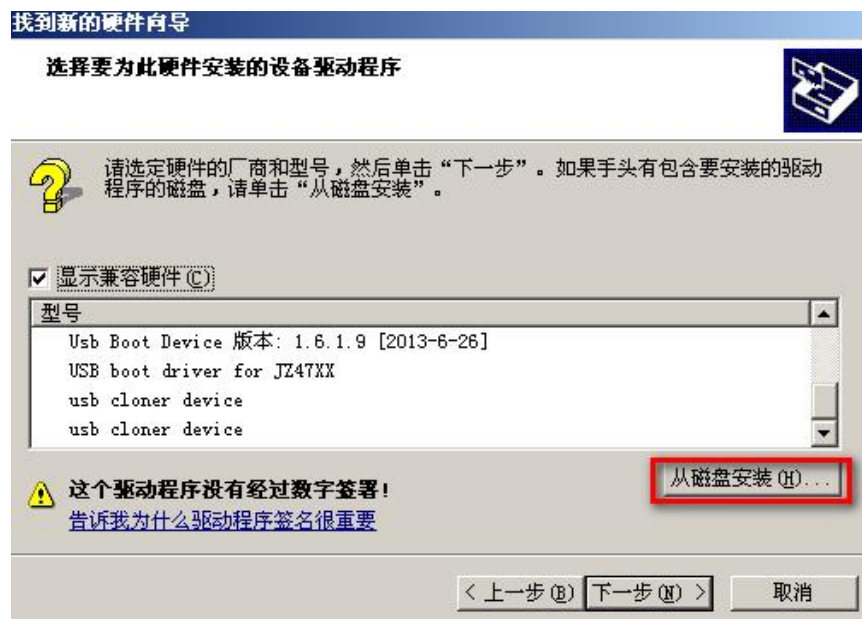 找到新的硬件向导
选择要为此硬件安装的设备驱动程序
请选定硬件的厂商和型号，然后单击“下一步”。如果手头有包含要安装的驱动
程序的磁盘，请单击“从磁盘安装”。
显示兼容硬件(C)
型号
Usb Boot Device 版本: 1.6.1.9 [2013-6-26]
USB boot driver for JZ47XX
usb cloner device
usb cloner device
从磁盘安装(H)...
这个驱动程序没有经过数字签署!
告诉我为什么驱动程序签名很重要
< 上一步(B) 下一步(N) > 取消